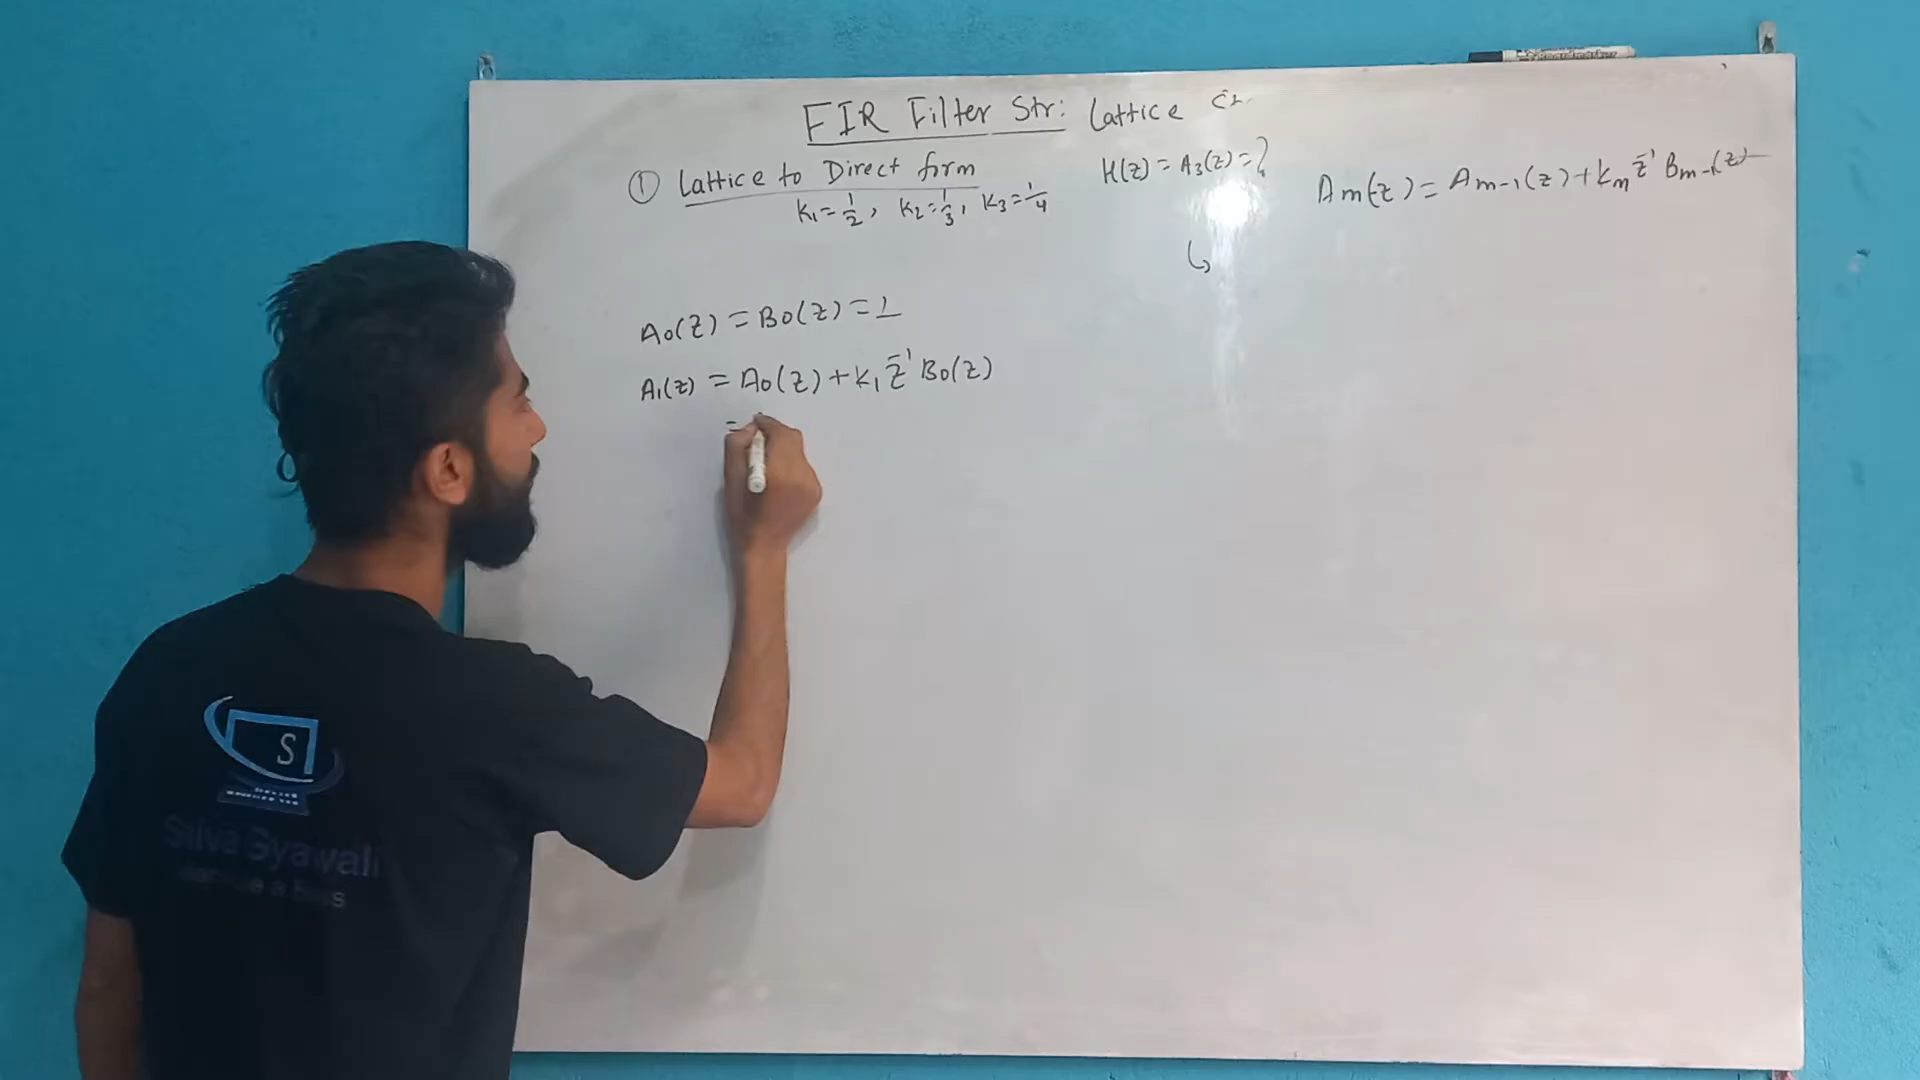 FIR Filter Str: Lattice
① Lattice to Direct form
K₁ = 1/2, K₂ = 1/3, K₃ = 1/4
H(z) = A₃(z) = ?
Am(z) = Am-1(z) + Km z⁻¹ Bm-1(z)
A₀(z) = B₀(z) = 1
A₁(z) = A₀(z) + K₁ z⁻¹ B₀(z)
=
S
Gyawali